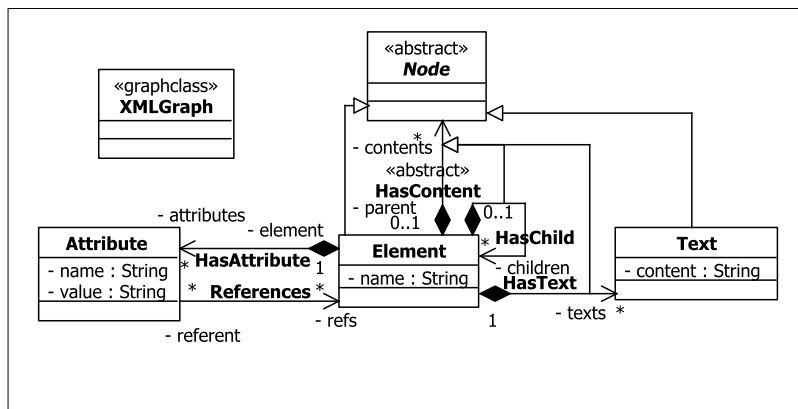 «abstract»
Node
«graphclass»
XMLGraph
*
- contents
«abstract»
HasContent
- parent
0..1
0..1
- attributes
- element
Attribute
- name : String
- value : String
*
HasAttribute
1
Element
- name : String
*
HasChild
- children
Text
- content : String
*
References
*
HasText
- refs
1
- texts
*
- referent